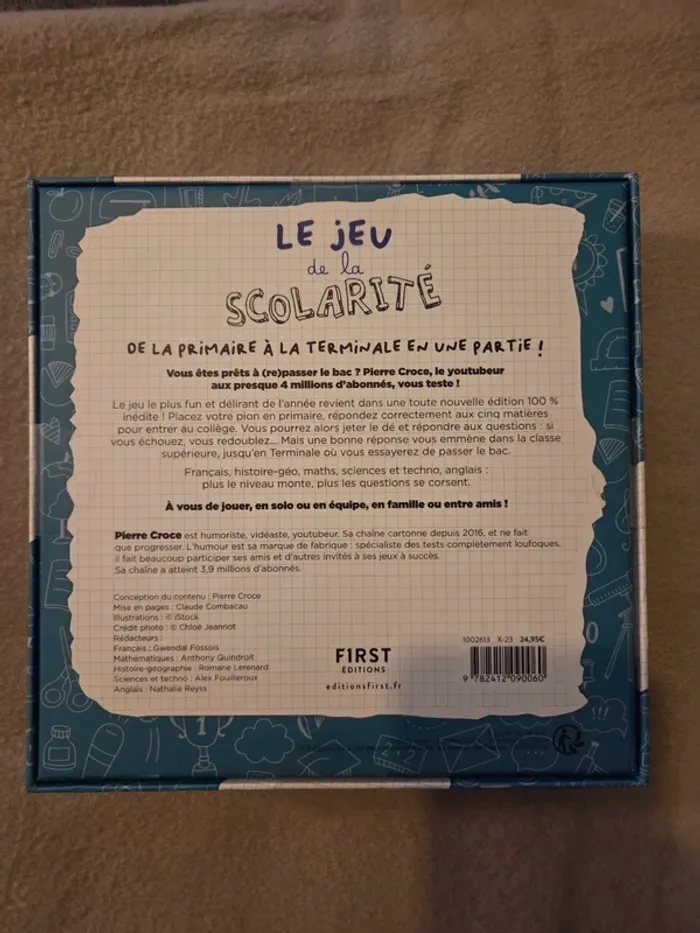 LE JEU
de la
SCOLARITÉ
DE LA PRIMAIRE À LA TERMINALE EN UNE PARTIE !
Vous êtes prêts à (re)passer le bac ? Pierre Croce, le youtubeur
aux presque 4 millions d'abonnés, vous teste !
Le jeu le plus fun et délirant de l'année revient dans une toute nouvelle édition 100 %
inédite ! Placez votre pion en primaire, répondez correctement aux cinq matières
pour entrer au collège. Vous pourrez alors jeter le dé et répondre aux questions : si
vous échouez, vous redoublez... Mais une bonne réponse vous emmène dans la classe
supérieure, jusqu'en Terminale où vous essayerez de passer le bac.
Français, histoire-géo, maths, sciences et techno, anglais :
plus le niveau monte, plus les questions se corsent.
À vous de jouer, en solo ou en équipe, en famille ou entre amis !
Pierre Croce est humoriste, vidéaste, youtubeur. Sa chaîne cartonne depuis 2016, et ne fait
que progresser. L'humour est sa marque de fabrique : spécialiste des tests complètement loufoques,
il fait beaucoup participer ses amis et d'autres invités à ses jeux à succès.
Sa chaîne a atteint 3,9 millions d'abonnés.
Conception du contenu : Pierre Croce
Mise en pages : Claude Combacau
Illustrations : © iStock
Crédit photo : © Chloé Jeannot
Rédacteurs :
Français : Gwendal Fossois
Mathématiques : Anthony Quindroit
Histoire-géographie : Romane Lerenard
Sciences et techno : Alex Fouilleroux
Anglais : Nathalie Reyss
FIRST
ÉDITIONS
editionsfirst.fr
1002613 X-23 24,95€
9 782412 090060